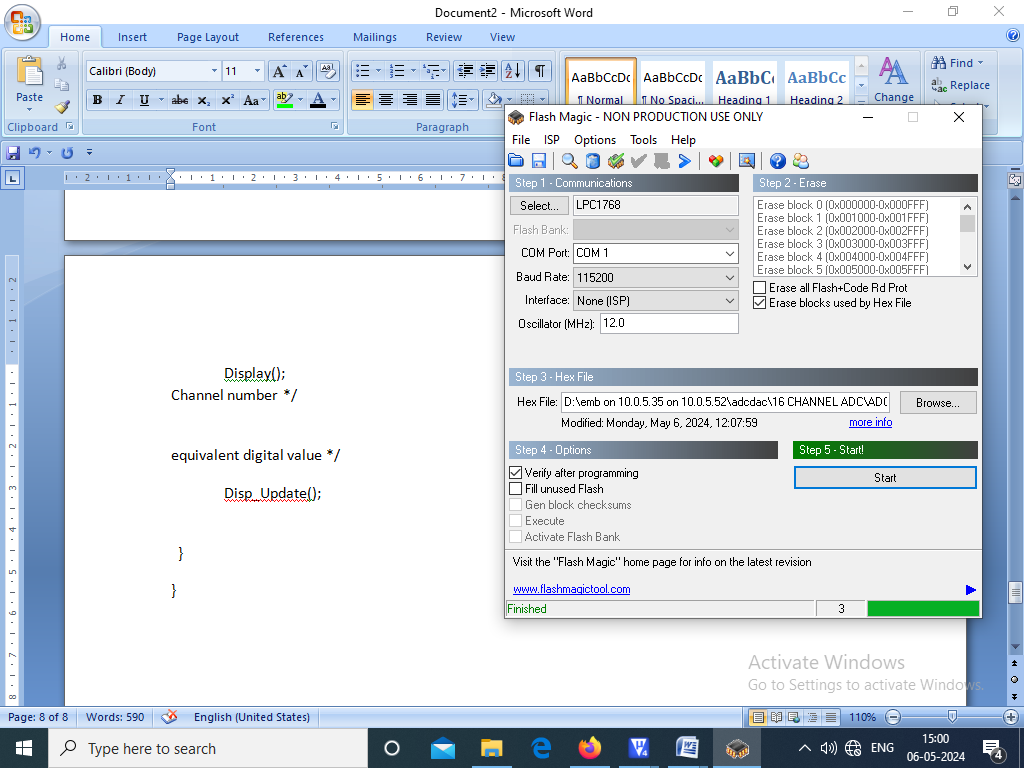 Document2 - Microsoft Word
Home
Insert
Page Layout
References
Mailings
Review
View
Paste
Calibri (Body)
11
B I U abe X₂ X² Aa
Clipboard
Font
Paragraph
AaBbCcDc
¶ Normal
AaBbCcDc
¶ No Spaci...
AaBbCc
Heading 1
AaBbCc
Heading 2
Change
Find
Replace
Display();
Channel number */
equivalent digital value */
Disp_Update();
}
}
Flash Magic - NON PRODUCTION USE ONLY
File ISP Options Tools Help
Step 1 - Communications
Select...
LPC1768
Flash Bank:
COM Port: COM 1
Baud Rate: 115200
Interface: None (ISP)
Oscillator (MHz): 12.0
Step 2 - Erase
Erase block 0 (0x000000-0x000FFF)
Erase block 1 (0x001000-0x001FFF)
Erase block 2 (0x002000-0x002FFF)
Erase block 3 (0x003000-0x003FFF)
Erase block 4 (0x004000-0x004FFF)
Erase block 5 (0x005000-0x005FFF)
Erase all Flash+Code Rd Prot
Erase blocks used by Hex File
Step 3 - Hex File
Hex File: D:\emb on 10.0.5.35 on 10.0.5.52\adcdac\16 CHANNEL ADC\ADC
Browse...
Modified: Monday, May 6, 2024, 12:07:59
more info
Step 4 - Options
Verify after programming
Fill unused Flash
Gen block checksums
Execute
Activate Flash Bank
Step 5 - Start!
Start
Visit the "Flash Magic" home page for info on the latest revision
www.flashmagictool.com
Finished
3
Activate Windows
Go to Settings to activate Windows.
Page: 8 of 8
Words: 590
English (United States)
110%
Type here to search
ENG
15:00
06-05-2024
4